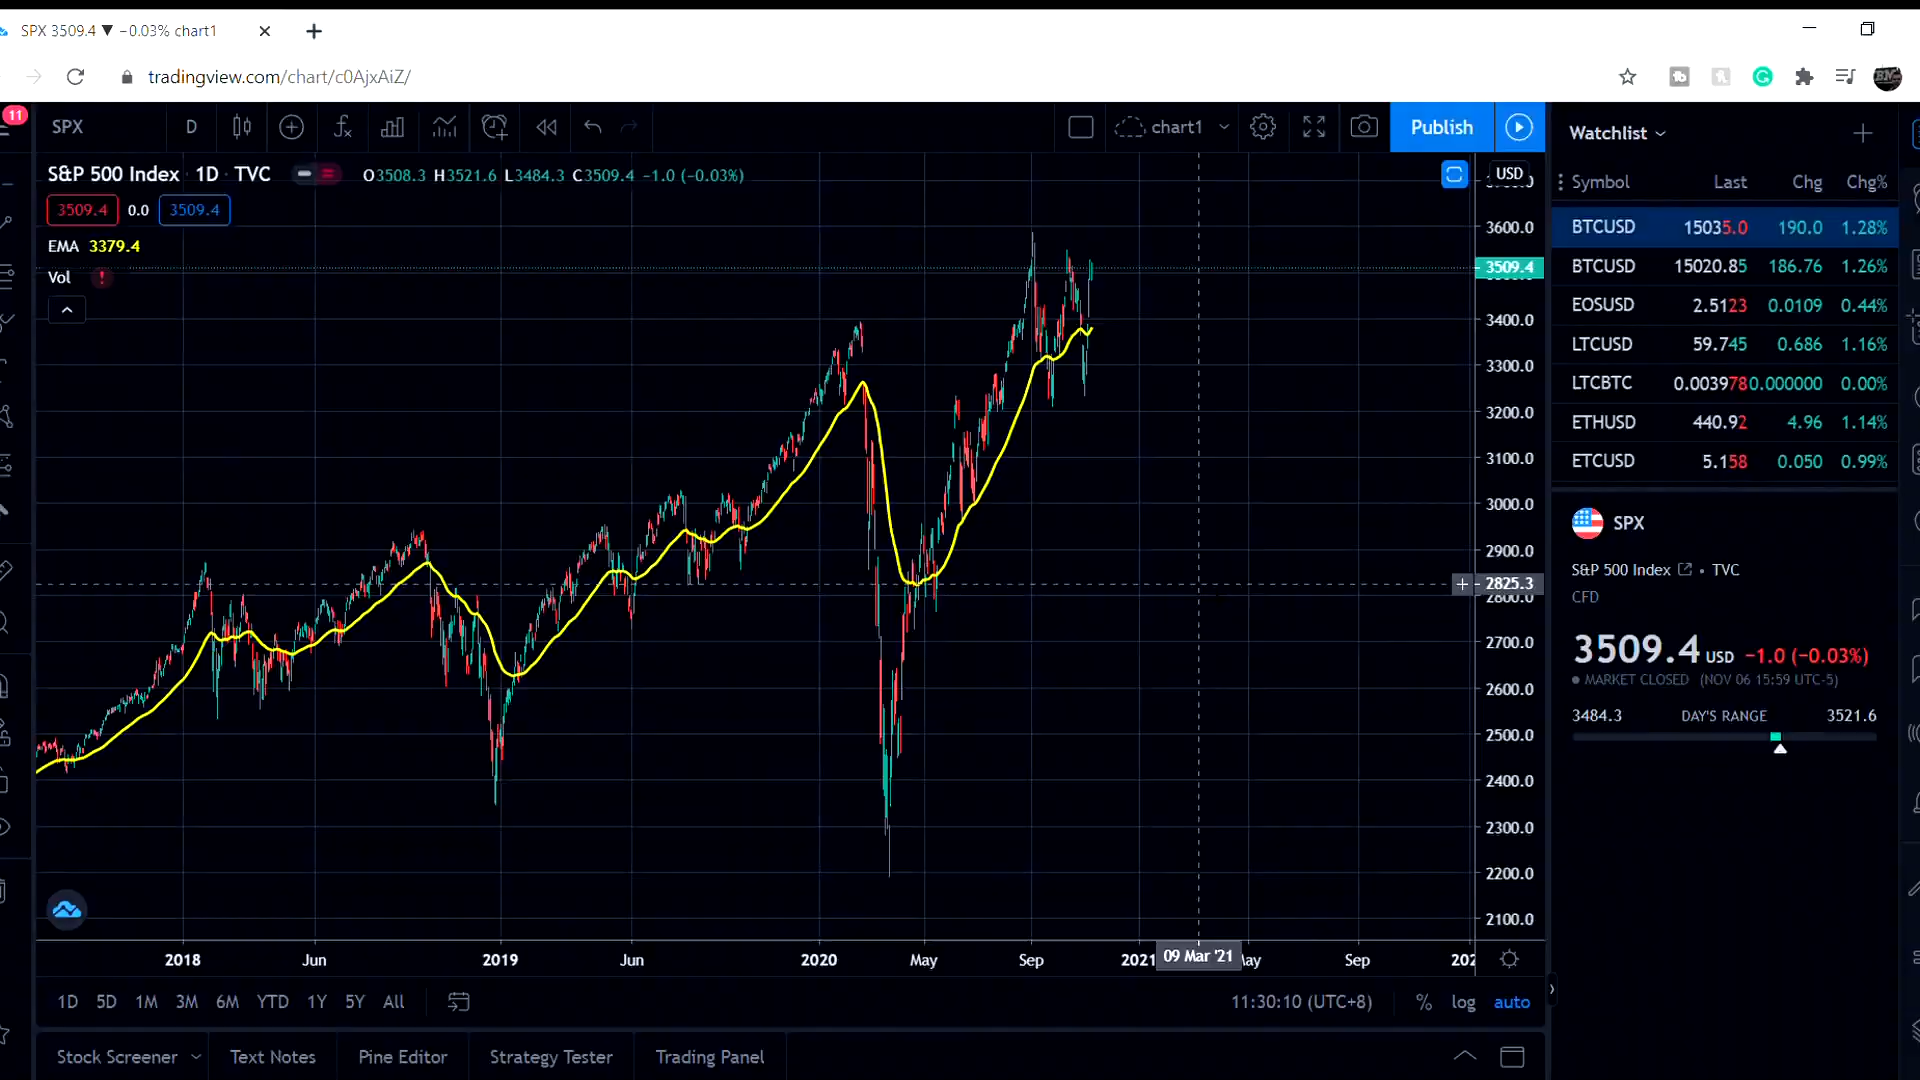 SPX 3509.4 ▼ −0.03% chart1
tradingview.com/chart/c0AjxAiZ/
11
SPX D chart1 Publish
S&P 500 Index 1D TVC O3508.3 H3521.6 L3484.3 C3509.4 −1.0 (−0.03%)
3509.4 0.0 3509.4
EMA 3379.4
Vol !
USD
3600.0
3509.4
3400.0
3300.0
3200.0
3100.0
3000.0
2900.0
2825.3
2800.0
2700.0
2600.0
2500.0
2400.0
2300.0
2200.0
2100.0
2018 Jun 2019 Jun 2020 May Sep 2021 09 Mar '21 Sep
1D 5D 1M 3M 6M YTD 1Y 5Y All 11:30:10 (UTC+8) % log auto
Stock Screener Text Notes Pine Editor Strategy Tester Trading Panel
Watchlist
Symbol Last Chg Chg%
BTCUSD 15035.0 190.0 1.28%
BTCUSD 15020.85 186.76 1.26%
EOSUSD 2.5123 0.0109 0.44%
LTCUSD 59.745 0.686 1.16%
LTCBTC 0.003978 0.000000 0.00%
ETHUSD 440.92 4.96 1.14%
ETCUSD 5.158 0.050 0.99%
SPX
S&P 500 Index • TVC
CFD
3509.4 USD −1.0 (−0.03%)
MARKET CLOSED (NOV 06 15:59 UTC-5)
3484.3 DAY'S RANGE 3521.6